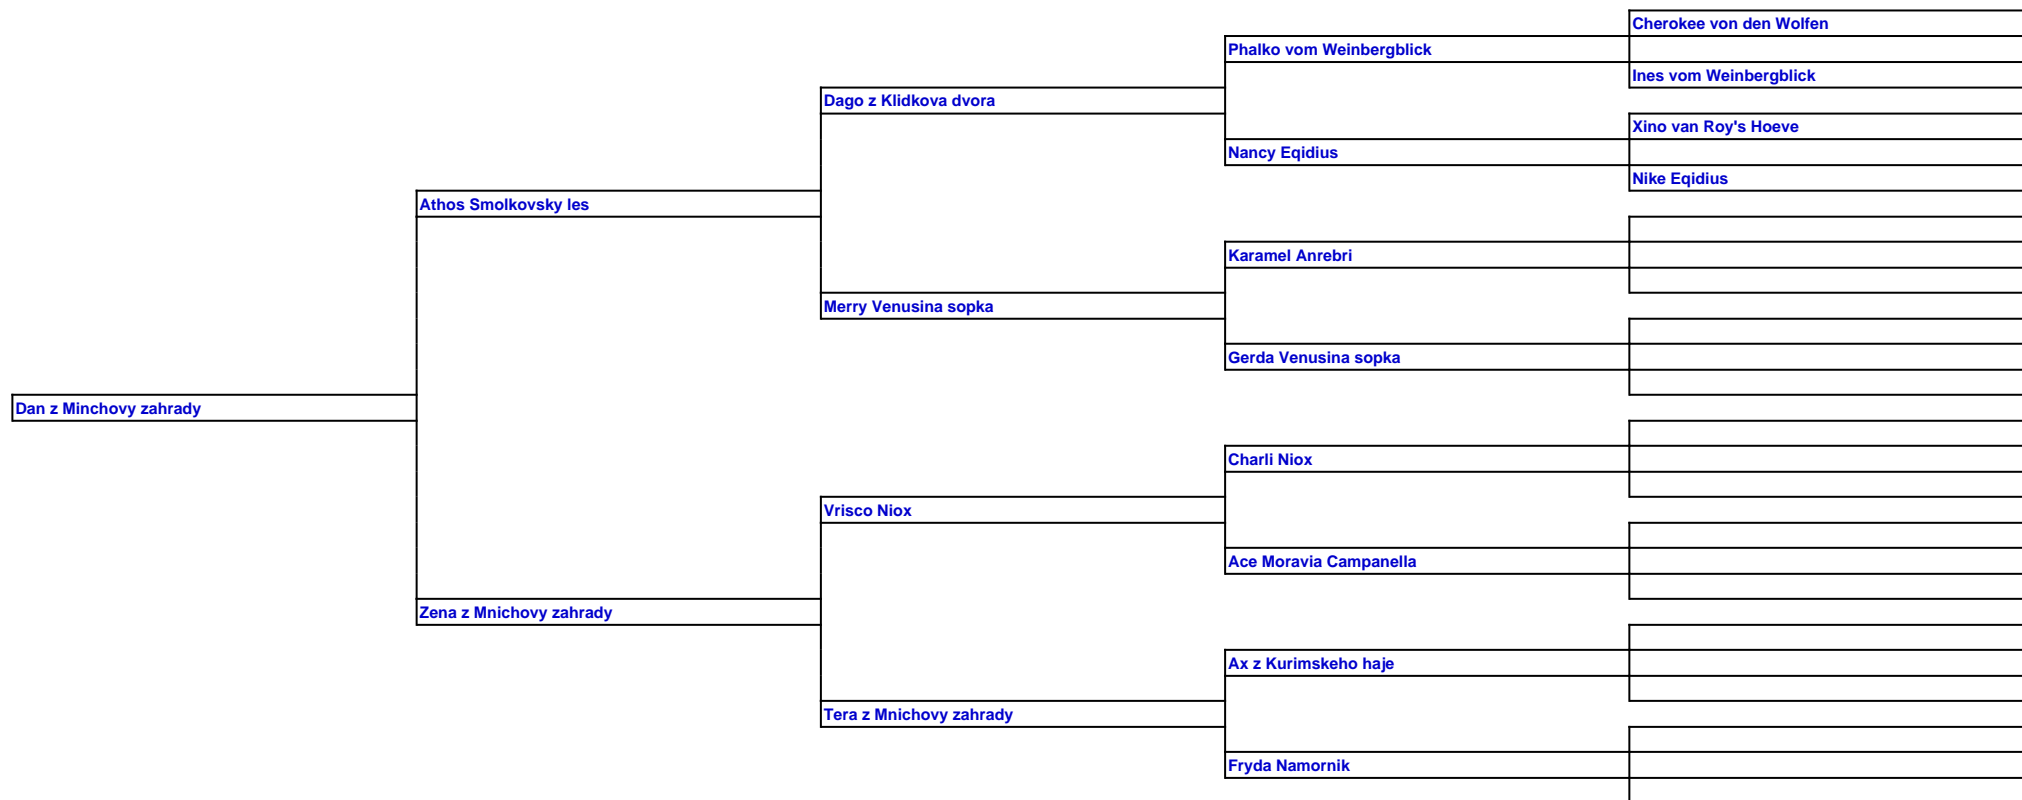 Cherokee von den Wolfen
Phalko vom Weinbergblick
Ines vom Weinbergblick
Dago z Klidkova dvora
Xino van Roy's Hoeve
Nancy Eqidius
Nike Eqidius
Athos Smolkovsky les
Karamel Anrebri
Merry Venusina sopka
Gerda Venusina sopka
Dan z Minchovy zahrady
Charli Niox
Vrisco Niox
Ace Moravia Campanella
Zena z Mnichovy zahrady
Ax z Kurimskeho haje
Tera z Mnichovy zahrady
Fryda Namornik